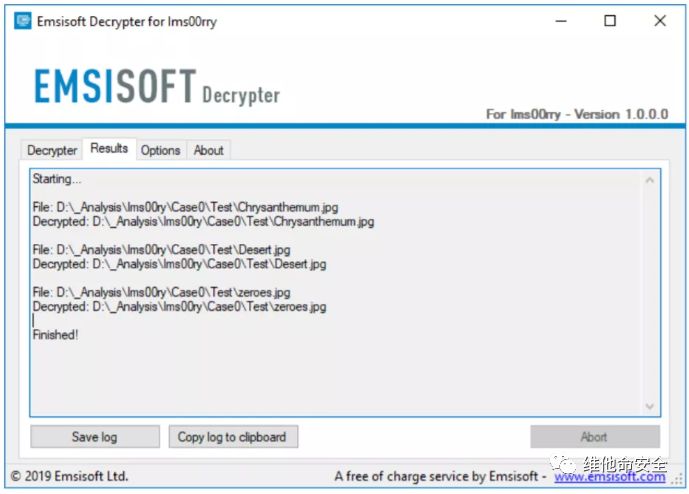 Emsisoft Decrypter for Ims00rry
EMSISOFT Decrypter
For Ims00rry - Version 1.0.0.0
Decrypter Results Options About
Starting...
File: D:\_Analysis\Ims00ry\Case0\Test\Chrysanthemum.jpg
Decrypted: D:\_Analysis\Ims00ry\Case0\Test\Chrysanthemum.jpg
File: D:\_Analysis\Ims00ry\Case0\Test\Desert.jpg
Decrypted: D:\_Analysis\Ims00ry\Case0\Test\Desert.jpg
File: D:\_Analysis\Ims00ry\Case0\Test\zeroes.jpg
Decrypted: D:\_Analysis\Ims00ry\Case0\Test\zeroes.jpg
Finished!
Save log Copy log to clipboard Abort
维他命安全
© 2019 Emsisoft Ltd. A free of charge service by Emsisoft - www.emsisoft.com